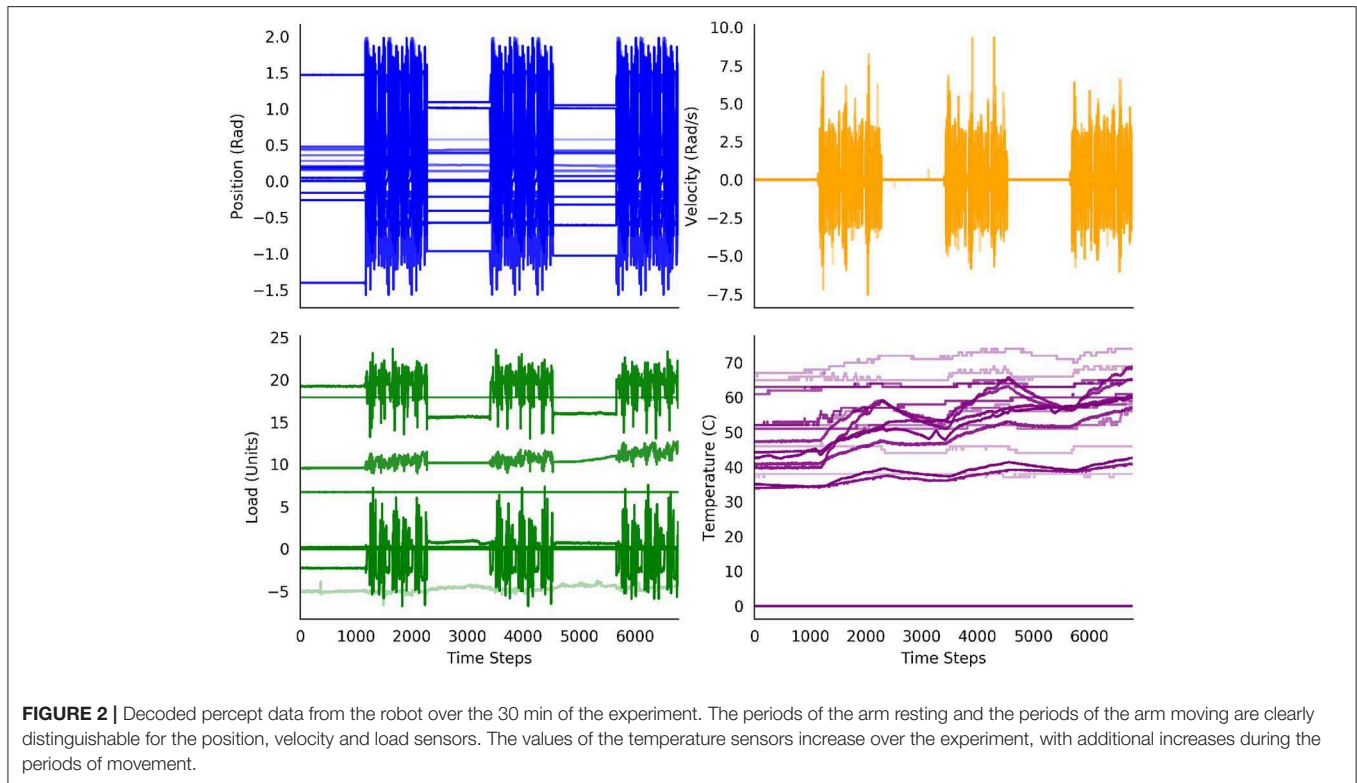 2.0
1.5
1.0
0.5
0.0
−0.5
−1.0
−1.5
Position (Rad)
10.0
7.5
5.0
2.5
0.0
−2.5
−5.0
−7.5
Velocity (Rad/s)
25
20
15
10
5
0
−5
Load (Units)
0 1000 2000 3000 4000 5000 6000
Time Steps
70
60
50
40
30
20
10
0
Temperature (C)
0 1000 2000 3000 4000 5000 6000
Time Steps
FIGURE 2 | Decoded percept data from the robot over the 30 min of the experiment. The periods of the arm resting and the periods of the arm moving are clearly
distinguishable for the position, velocity and load sensors. The values of the temperature sensors increase over the experiment, with additional increases during the
periods of movement.